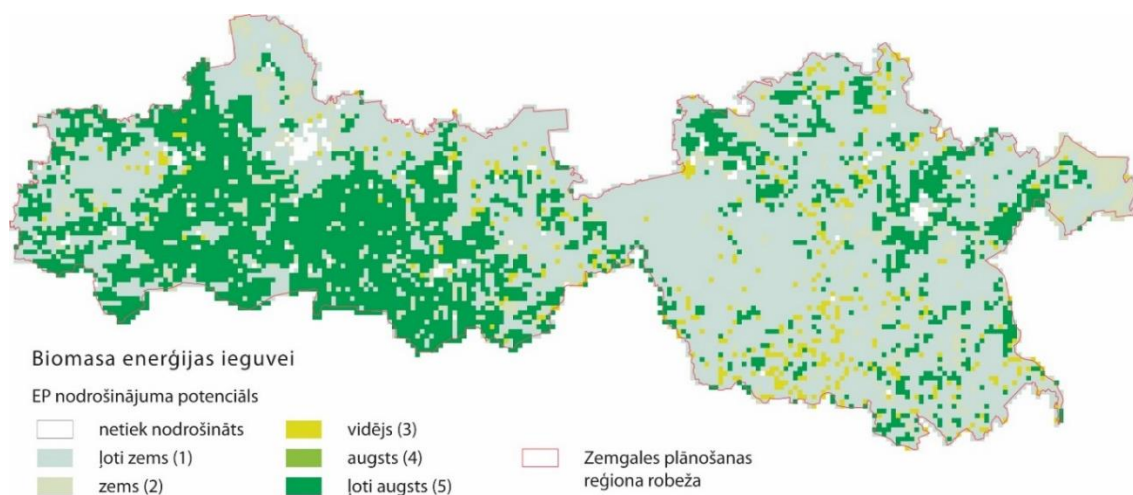 Biomasa enerģijas ieguvei
EP nodrošinājuma potenciāls
netiek nodrošināts
ļoti zems (1)
zems (2)
vidējs (3)
augsts (4)
ļoti augsts (5)
Zemgales plānošanas
reģiona robeža